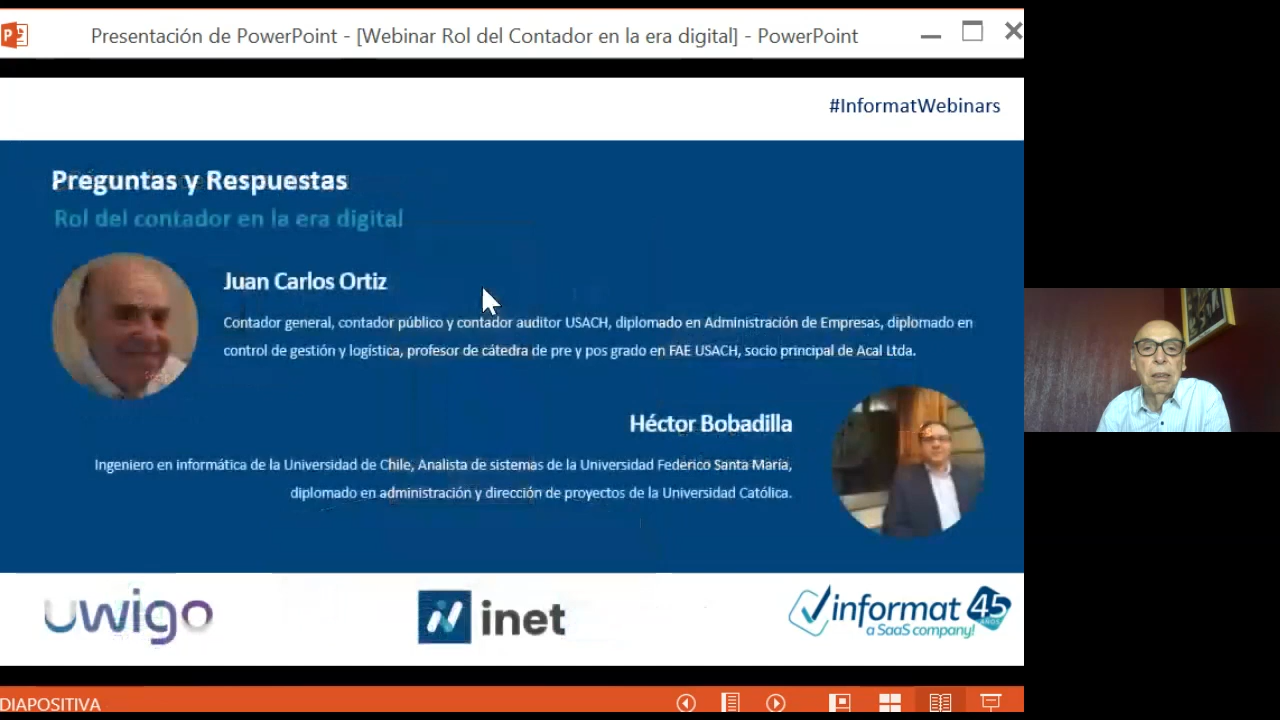 Presentación de PowerPoint - [Webinar Rol del Contador en la era digital] - PowerPoint
#InformatWebinars
Preguntas y Respuestas
Rol del contador en la era digital
Juan Carlos Ortiz
Contador general, contador público y contador auditor USACH, diplomado en Administración de Empresas, diplomado en
control de gestión y logística, profesor de cátedra de pre y pos grado en FAE USACH, socio principal de Acal Ltda.
Héctor Bobadilla
Ingeniero en informática de la Universidad de Chile, Analista de sistemas de la Universidad Federico Santa María,
diplomado en administración y dirección de proyectos de la Universidad Católica.
uwigo
inet
informat 45
AÑOS
a SaaS company!
DIAPOSITIVA